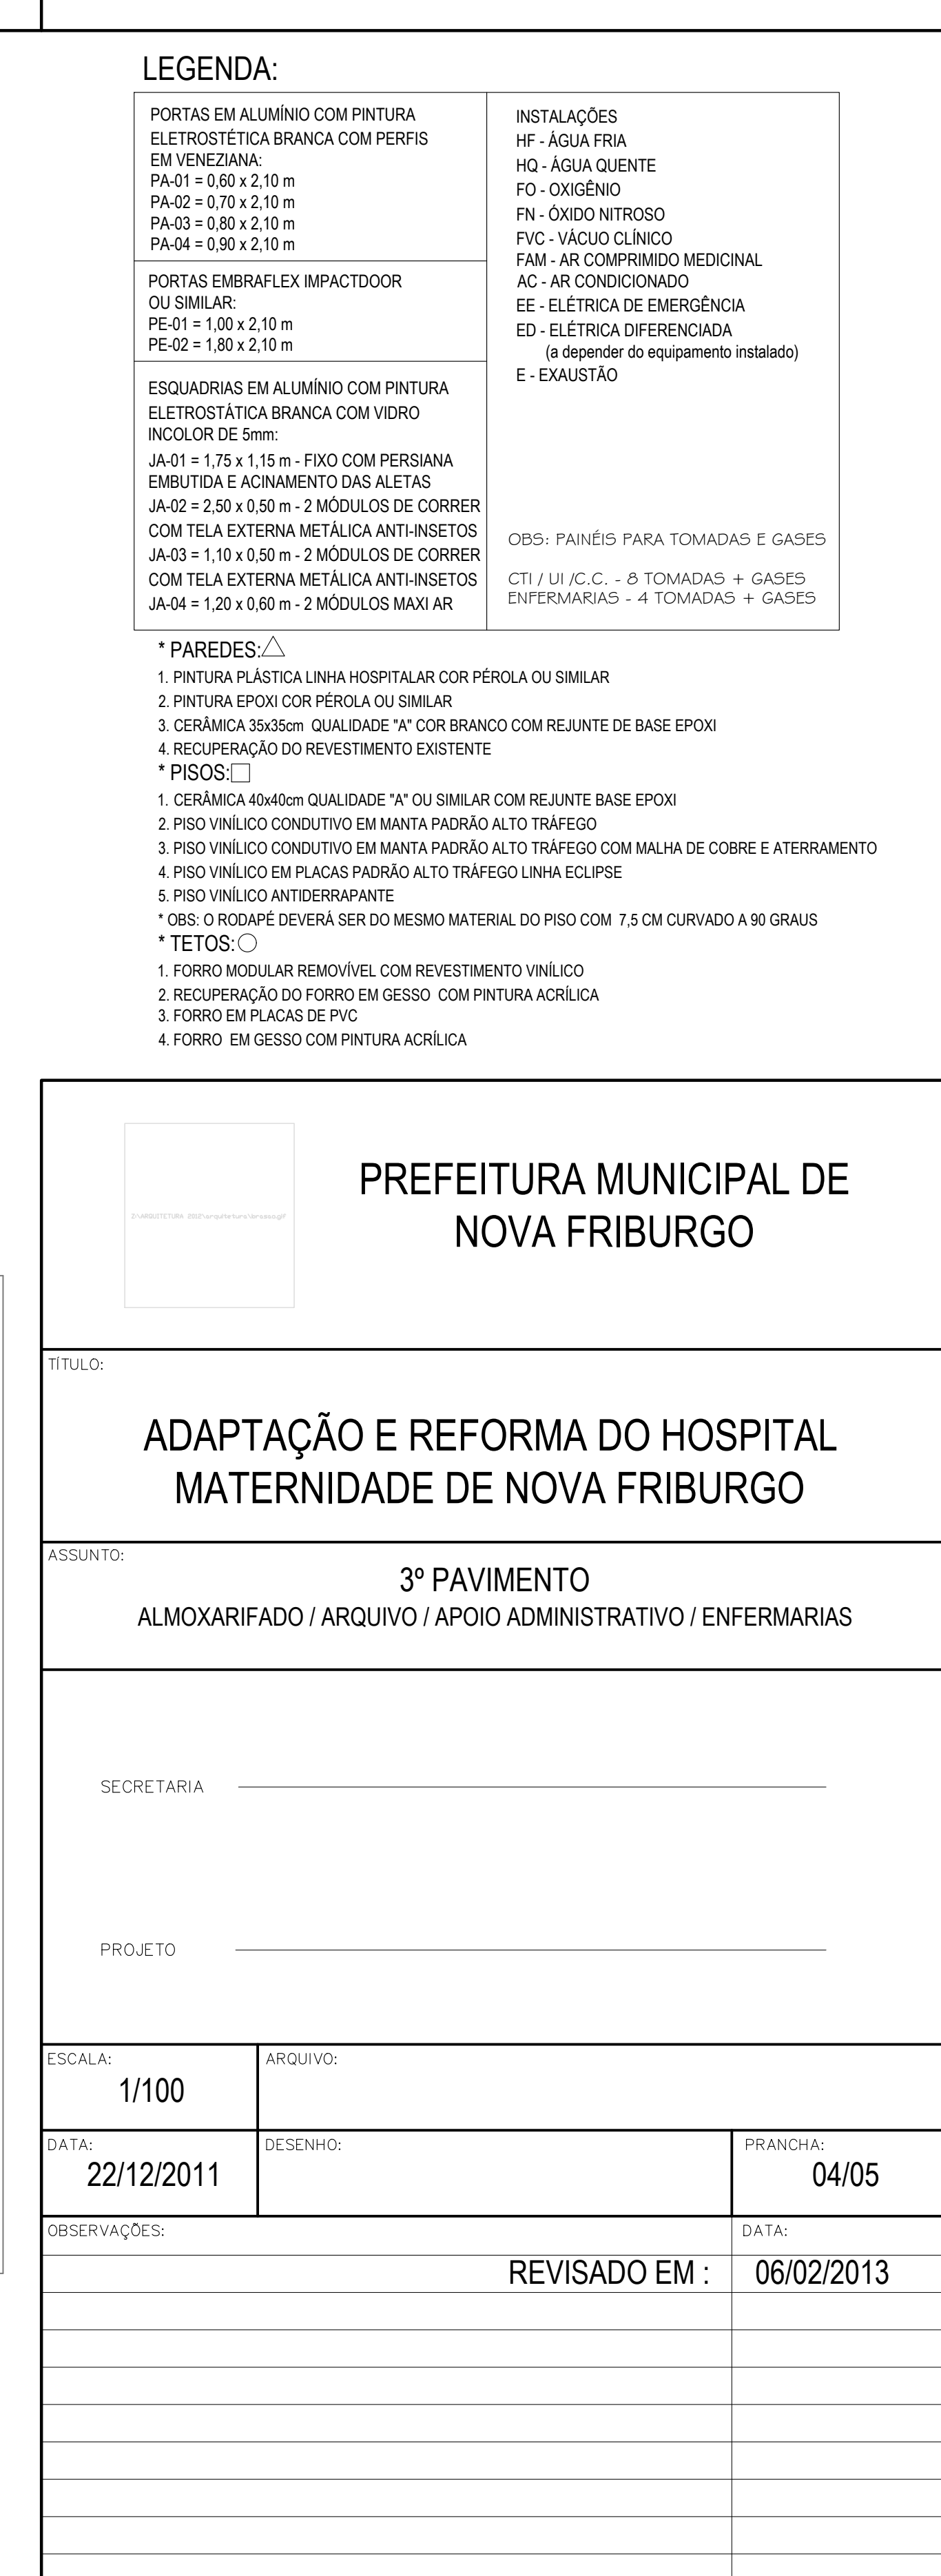 LEGENDA:
PORTAS EM ALUMÍNIO COM PINTURA
ELETROSTÉTICA BRANCA COM PERFIS
EM VENEZIANA:
PA-01 = 0,60 x 2,10 m
PA-02 = 0,70 x 2,10 m
PA-03 = 0,80 x 2,10 m
PA-04 = 0,90 x 2,10 m
PORTAS EMBRAFLEX IMPACTDOOR
OU SIMILAR:
PE-01 = 1,00 x 2,10 m
PE-02 = 1,80 x 2,10 m
ESQUADRIAS EM ALUMÍNIO COM PINTURA
ELETROSTÁTICA BRANCA COM VIDRO
INCOLOR DE 5mm:
JA-01 = 1,75 x 1,15 m - FIXO COM PERSIANA
EMBUTIDA E ACINAMENTO DAS ALETAS
JA-02 = 2,50 x 0,50 m - 2 MÓDULOS DE CORRER
COM TELA EXTERNA METÁLICA ANTI-INSETOS
JA-03 = 1,10 x 0,50 m - 2 MÓDULOS DE CORRER
COM TELA EXTERNA METÁLICA ANTI-INSETOS
JA-04 = 1,20 x 0,60 m - 2 MÓDULOS MAXI AR
INSTALAÇÕES
HF - ÁGUA FRIA
HQ - ÁGUA QUENTE
FO - OXIGÊNIO
FN - ÓXIDO NITROSO
FVC - VÁCUO CLÍNICO
FAM - AR COMPRIMIDO MEDICINAL
AC - AR CONDICIONADO
EE - ELÉTRICA DE EMERGÊNCIA
ED - ELÉTRICA DIFERENCIADA
(a depender do equipamento instalado)
E - EXAUSTÃO
OBS: PAINÉIS PARA TOMADAS E GASES
CTI / UI /C.C. - 8 TOMADAS + GASES
ENFERMARIAS - 4 TOMADAS + GASES
* PAREDES:
1. PINTURA PLÁSTICA LINHA HOSPITALAR COR PÉROLA OU SIMILAR
2. PINTURA EPOXI COR PÉROLA OU SIMILAR
3. CERÂMICA 35x35cm QUALIDADE "A" COR BRANCO COM REJUNTE DE BASE EPOXI
4. RECUPERAÇÃO DO REVESTIMENTO EXISTENTE
* PISOS:
1. CERÂMICA 40x40cm QUALIDADE "A" OU SIMILAR COM REJUNTE BASE EPOXI
2. PISO VINÍLICO CONDUTIVO EM MANTA PADRÃO ALTO TRÁFEGO
3. PISO VINÍLICO CONDUTIVO EM MANTA PADRÃO ALTO TRÁFEGO COM MALHA DE COBRE E ATERRAMENTO
4. PISO VINÍLICO EM PLACAS PADRÃO ALTO TRÁFEGO LINHA ECLIPSE
5. PISO VINÍLICO ANTIDERRAPANTE
* OBS: O RODAPÉ DEVERÁ SER DO MESMO MATERIAL DO PISO COM 7,5 CM CURVADO A 90 GRAUS
* TETOS:
1. FORRO MODULAR REMOVÍVEL COM REVESTIMENTO VINÍLICO
2. RECUPERAÇÃO DO FORRO EM GESSO COM PINTURA ACRÍLICA
3. FORRO EM PLACAS DE PVC
4. FORRO EM GESSO COM PINTURA ACRÍLICA
Z:\ARQUITETURA 2012\arquitetura\brasao.gif
PREFEITURA MUNICIPAL DE
NOVA FRIBURGO
TÍTULO:
ADAPTAÇÃO E REFORMA DO HOSPITAL
MATERNIDADE DE NOVA FRIBURGO
ASSUNTO:
3º PAVIMENTO
ALMOXARIFADO / ARQUIVO / APOIO ADMINISTRATIVO / ENFERMARIAS
SECRETARIA
PROJETO
ESCALA:
1/100
ARQUIVO:
DATA:
22/12/2011
DESENHO:
PRANCHA:
04/05
OBSERVAÇÕES:
DATA:
REVISADO EM : 06/02/2013